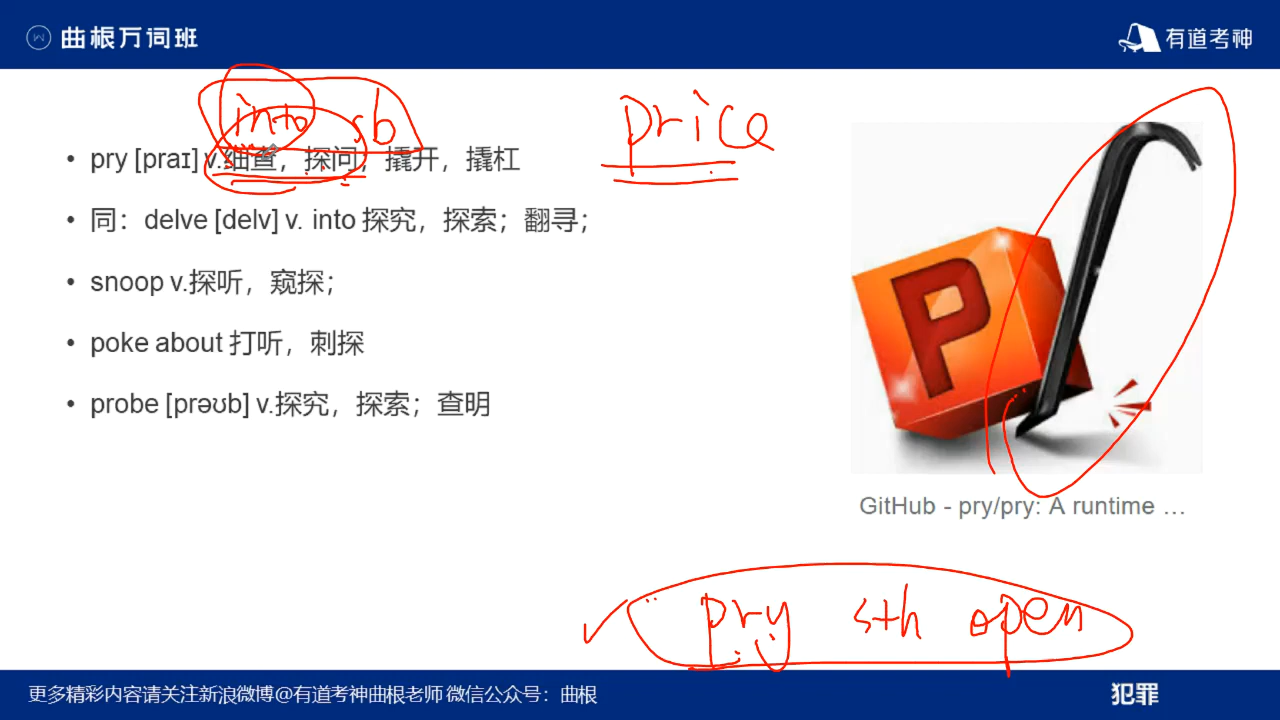 曲根万词班
有道考神
into sb
price
• pry [praɪ] v.细查，探问，撬开，撬杠
• 同：delve [delv] v. into 探究，探索；翻寻；
• snoop v.探听，窥探；
• poke about 打听，刺探
• probe [prəʊb] v.探究，探索；查明
P
GitHub - pry/pry: A runtime …
pry sth open
更多精彩内容请关注新浪微博@有道考神曲根老师 微信公众号：曲根
犯罪